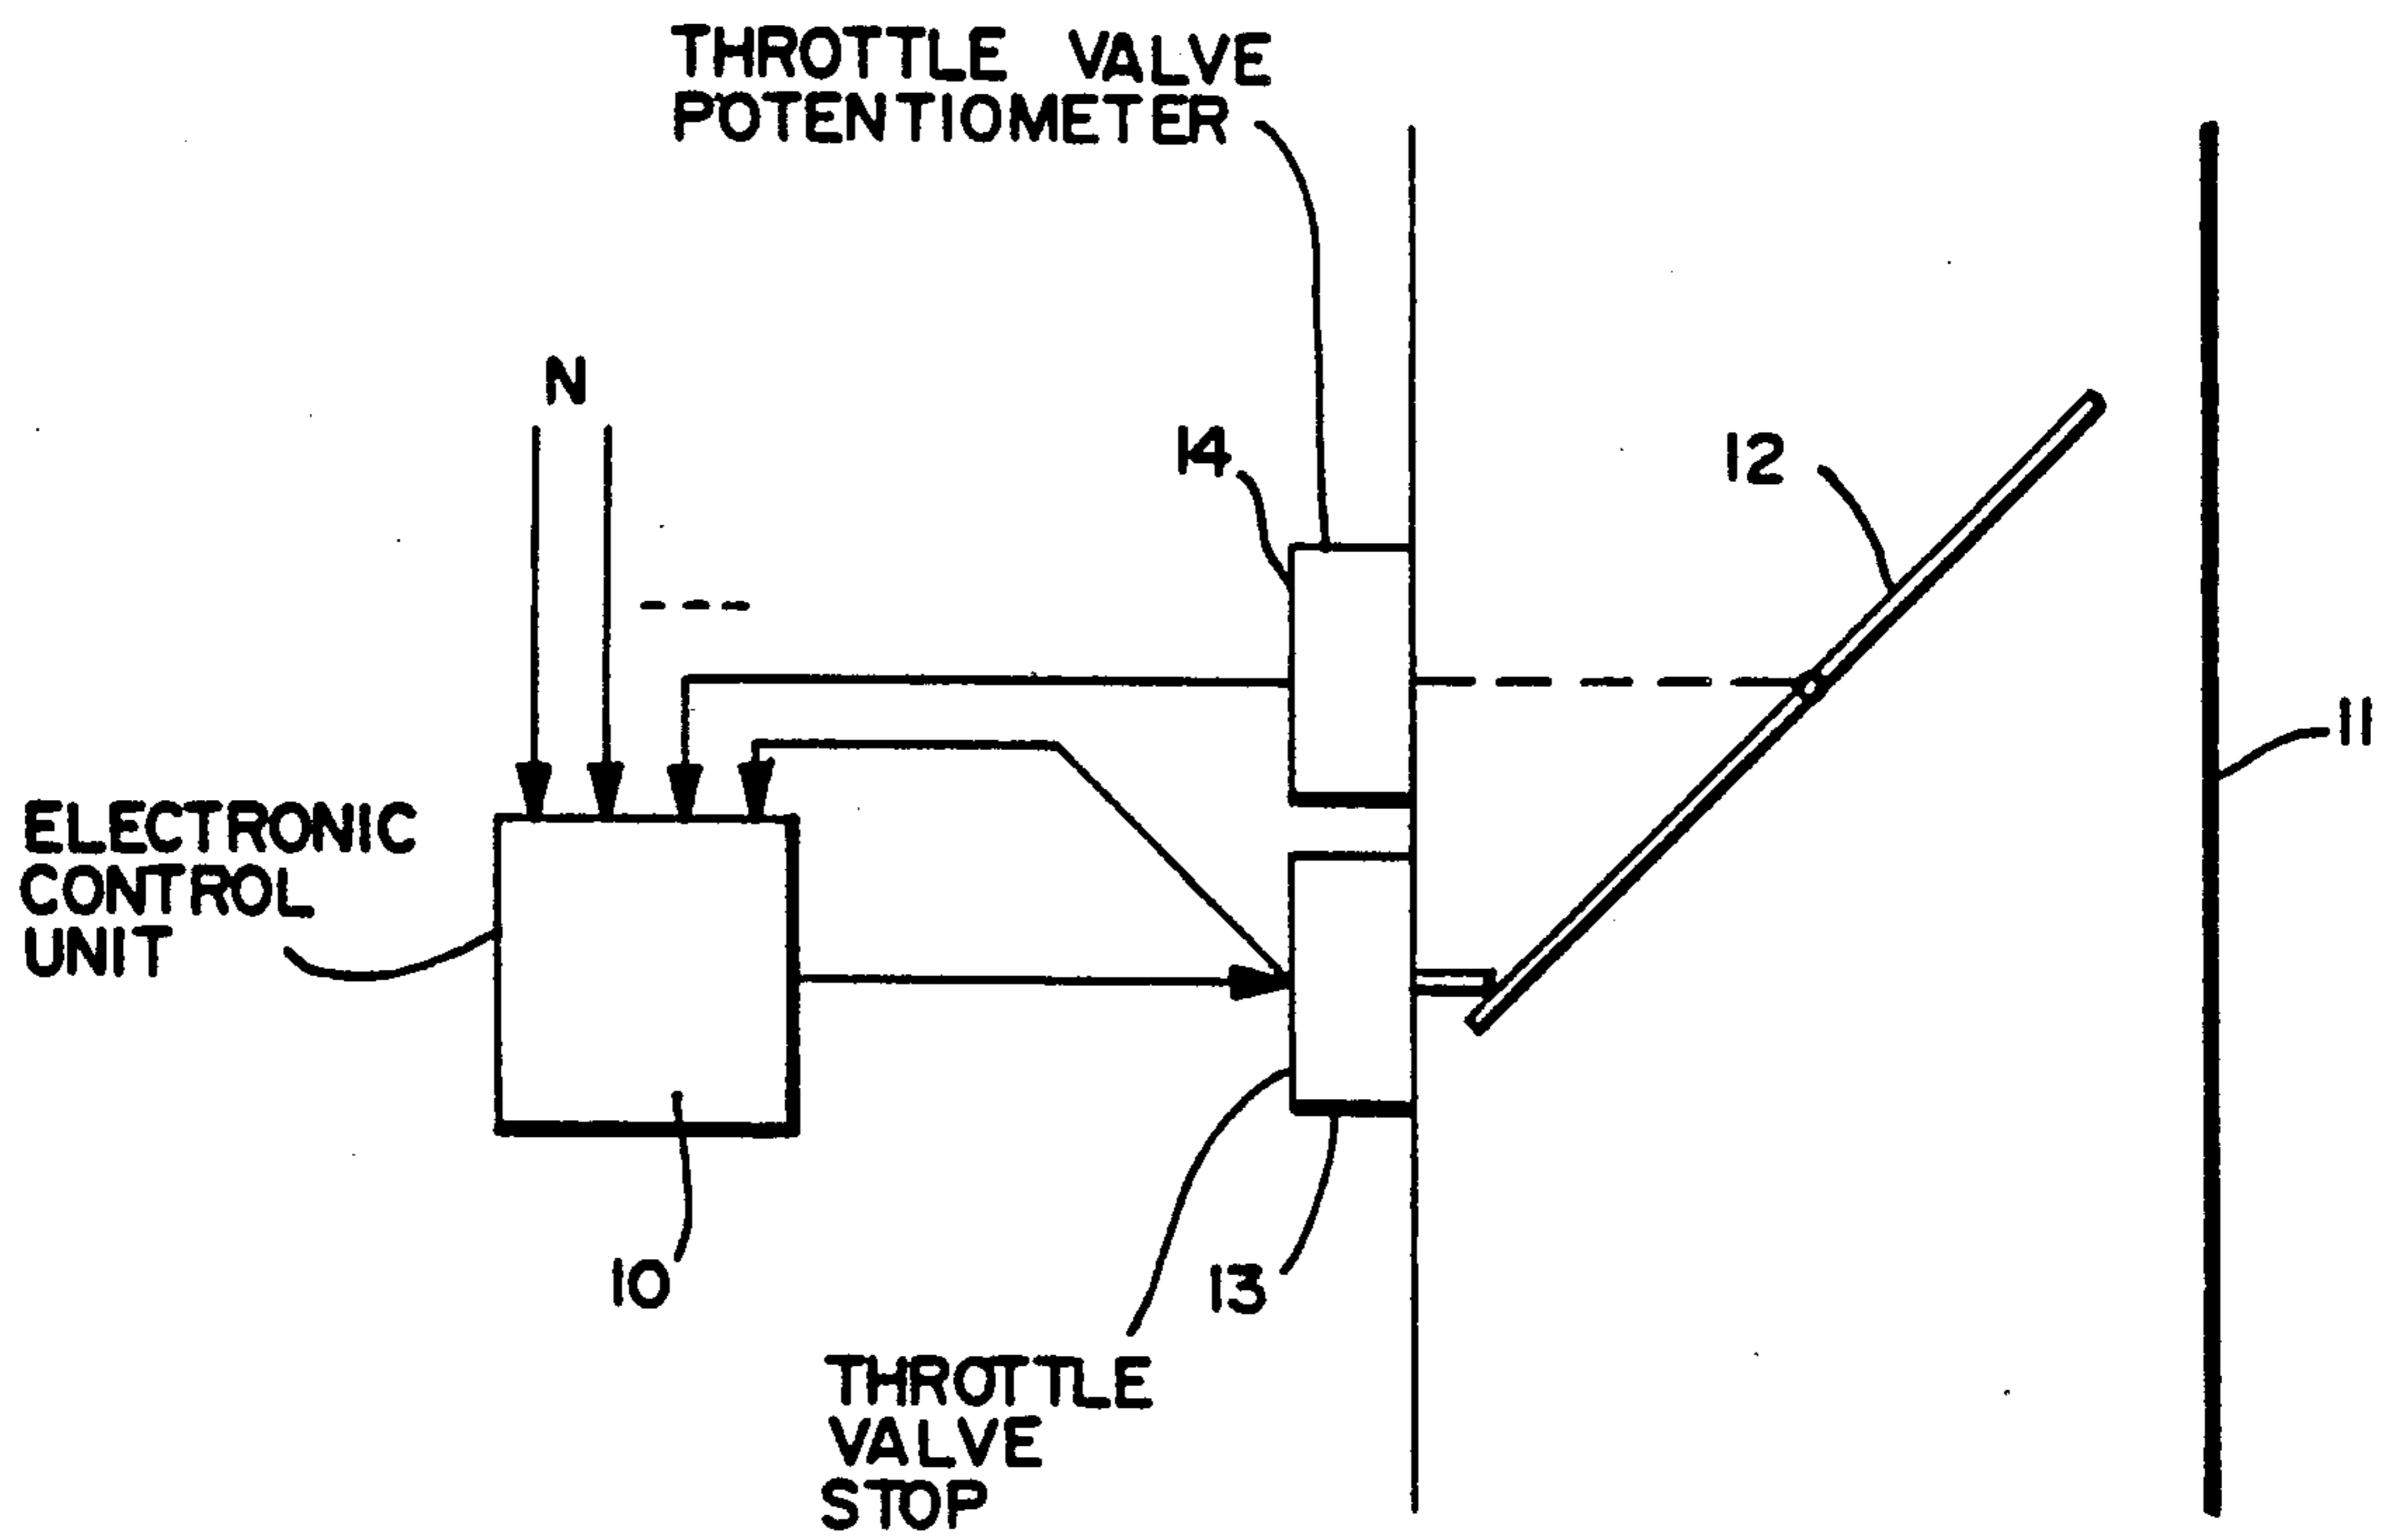 THROTTLE VALVE
POTENTIOMETER
N
14
12
11
ELECTRONIC
CONTROL
UNIT
10
13
THROTTLE
VALVE
STOP